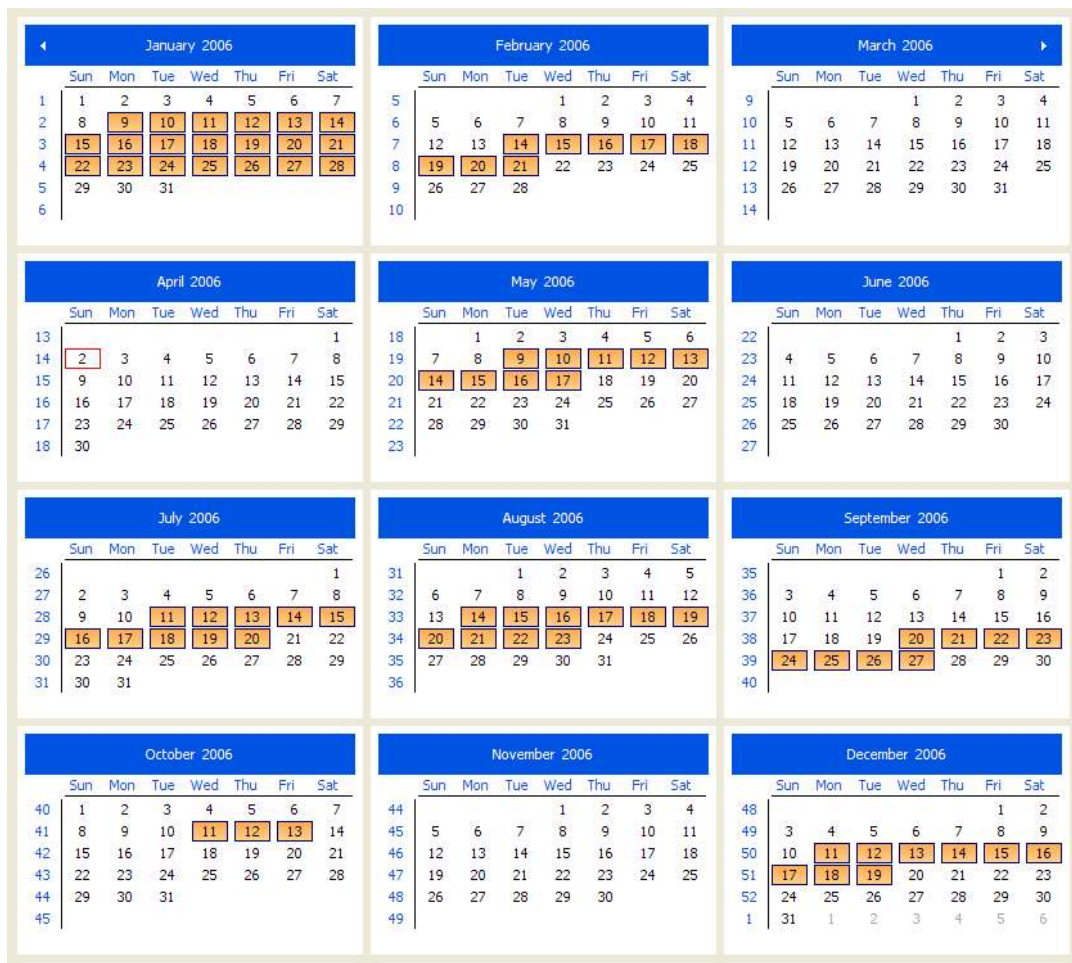 January 2006
Sun Mon Tue Wed Thu Fri Sat
1 1 2 3 4 5 6 7
2 8 9 10 11 12 13 14
3 15 16 17 18 19 20 21
4 22 23 24 25 26 27 28
5 29 30 31
6
February 2006
Sun Mon Tue Wed Thu Fri Sat
5 1 2 3 4
6 5 6 7 8 9 10 11
7 12 13 14 15 16 17 18
8 19 20 21 22 23 24 25
9 26 27 28
10
March 2006
Sun Mon Tue Wed Thu Fri Sat
9 1 2 3 4
10 5 6 7 8 9 10 11
11 12 13 14 15 16 17 18
12 19 20 21 22 23 24 25
13 26 27 28 29 30 31
14
April 2006
Sun Mon Tue Wed Thu Fri Sat
13 1
14 2 3 4 5 6 7 8
15 9 10 11 12 13 14 15
16 16 17 18 19 20 21 22
17 23 24 25 26 27 28 29
18 30
May 2006
Sun Mon Tue Wed Thu Fri Sat
18 1 2 3 4 5 6
19 7 8 9 10 11 12 13
20 14 15 16 17 18 19 20
21 21 22 23 24 25 26 27
22 28 29 30 31
23
June 2006
Sun Mon Tue Wed Thu Fri Sat
22 1 2 3
23 4 5 6 7 8 9 10
24 11 12 13 14 15 16 17
25 18 19 20 21 22 23 24
26 25 26 27 28 29 30
27
July 2006
Sun Mon Tue Wed Thu Fri Sat
26 1
27 2 3 4 5 6 7 8
28 9 10 11 12 13 14 15
29 16 17 18 19 20 21 22
30 23 24 25 26 27 28 29
31 30 31
August 2006
Sun Mon Tue Wed Thu Fri Sat
31 1 2 3 4 5
32 6 7 8 9 10 11 12
33 13 14 15 16 17 18 19
34 20 21 22 23 24 25 26
35 27 28 29 30 31
36
September 2006
Sun Mon Tue Wed Thu Fri Sat
35 1 2
36 3 4 5 6 7 8 9
37 10 11 12 13 14 15 16
38 17 18 19 20 21 22 23
39 24 25 26 27 28 29 30
40
October 2006
Sun Mon Tue Wed Thu Fri Sat
40 1 2 3 4 5 6 7
41 8 9 10 11 12 13 14
42 15 16 17 18 19 20 21
43 22 23 24 25 26 27 28
44 29 30 31
45
November 2006
Sun Mon Tue Wed Thu Fri Sat
44 1 2 3 4
45 5 6 7 8 9 10 11
46 12 13 14 15 16 17 18
47 19 20 21 22 23 24 25
48 26 27 28 29 30
49
December 2006
Sun Mon Tue Wed Thu Fri Sat
48 1 2
49 3 4 5 6 7 8 9
50 10 11 12 13 14 15 16
51 17 18 19 20 21 22 23
52 24 25 26 27 28 29 30
1 31 1 2 3 4 5 6